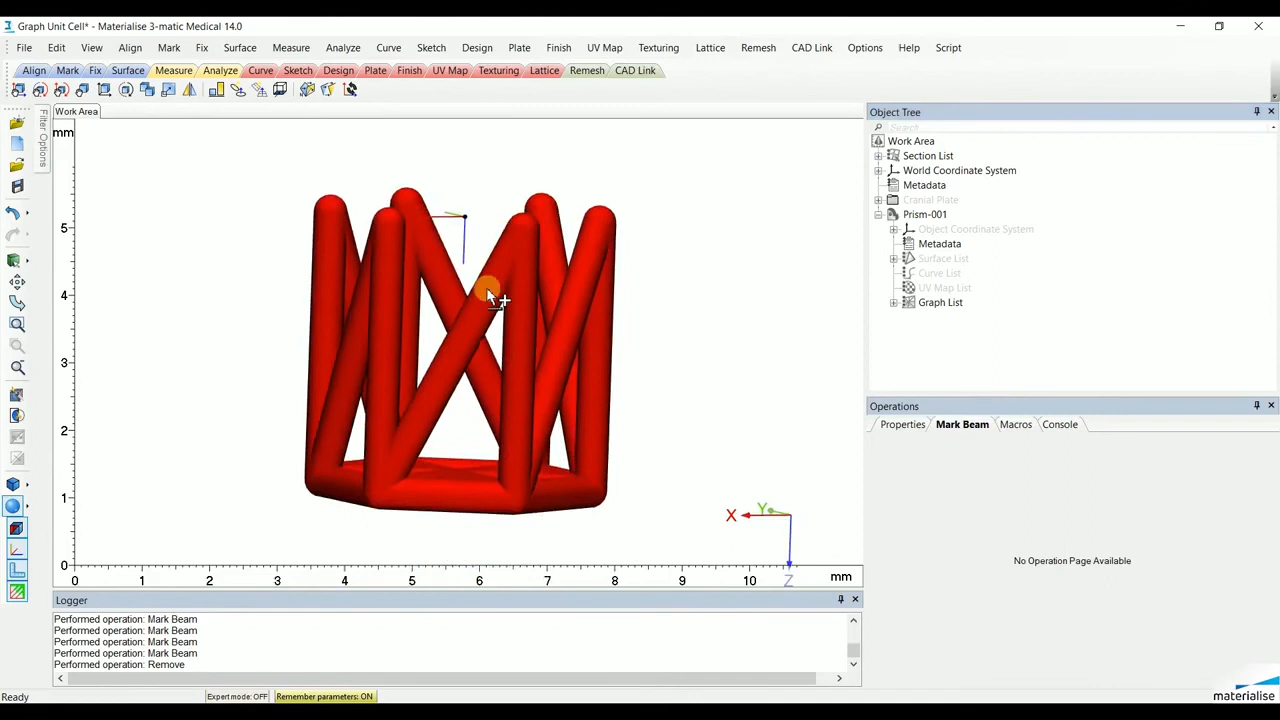 Graph Unit Cell* - Materialise 3-matic Medical 14.0
File Edit View Align Mark Fix Surface Measure Analyze Curve Sketch Design Plate Finish UV Map Texturing Lattice Remesh CAD Link Options Help Script
Align Mark Fix Surface Measure Analyze Curve Sketch Design Plate Finish UV Map Texturing Lattice Remesh CAD Link
Filter Options
Work Area
mm
5
4
3
2
1
0
0 1 2 3 4 5 6 7 8 9 10 mm
X Y
Z
Object Tree
Search
Work Area
Section List
World Coordinate System
Metadata
Cranial Plate
Prism-001
Object Coordinate System
Metadata
Surface List
Curve List
UV Map List
Graph List
Operations
Properties Mark Beam Macros Console
No Operation Page Available
Logger
Performed operation: Mark Beam
Performed operation: Mark Beam
Performed operation: Mark Beam
Performed operation: Mark Beam
Performed operation: Remove
Ready Expert mode: OFF Remember parameters: ON
materialise